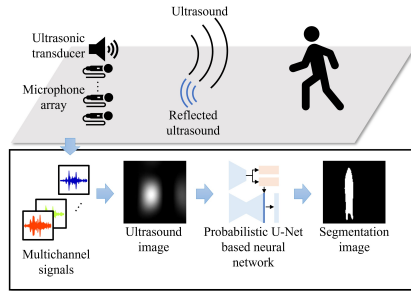 Ultrasound
Ultrasonic
transducer
Microphone
array
Reflected
ultrasound
Multichannel
signals
Ultrasound
image
Probabilistic U-Net
based neural
network
Segmentation
image